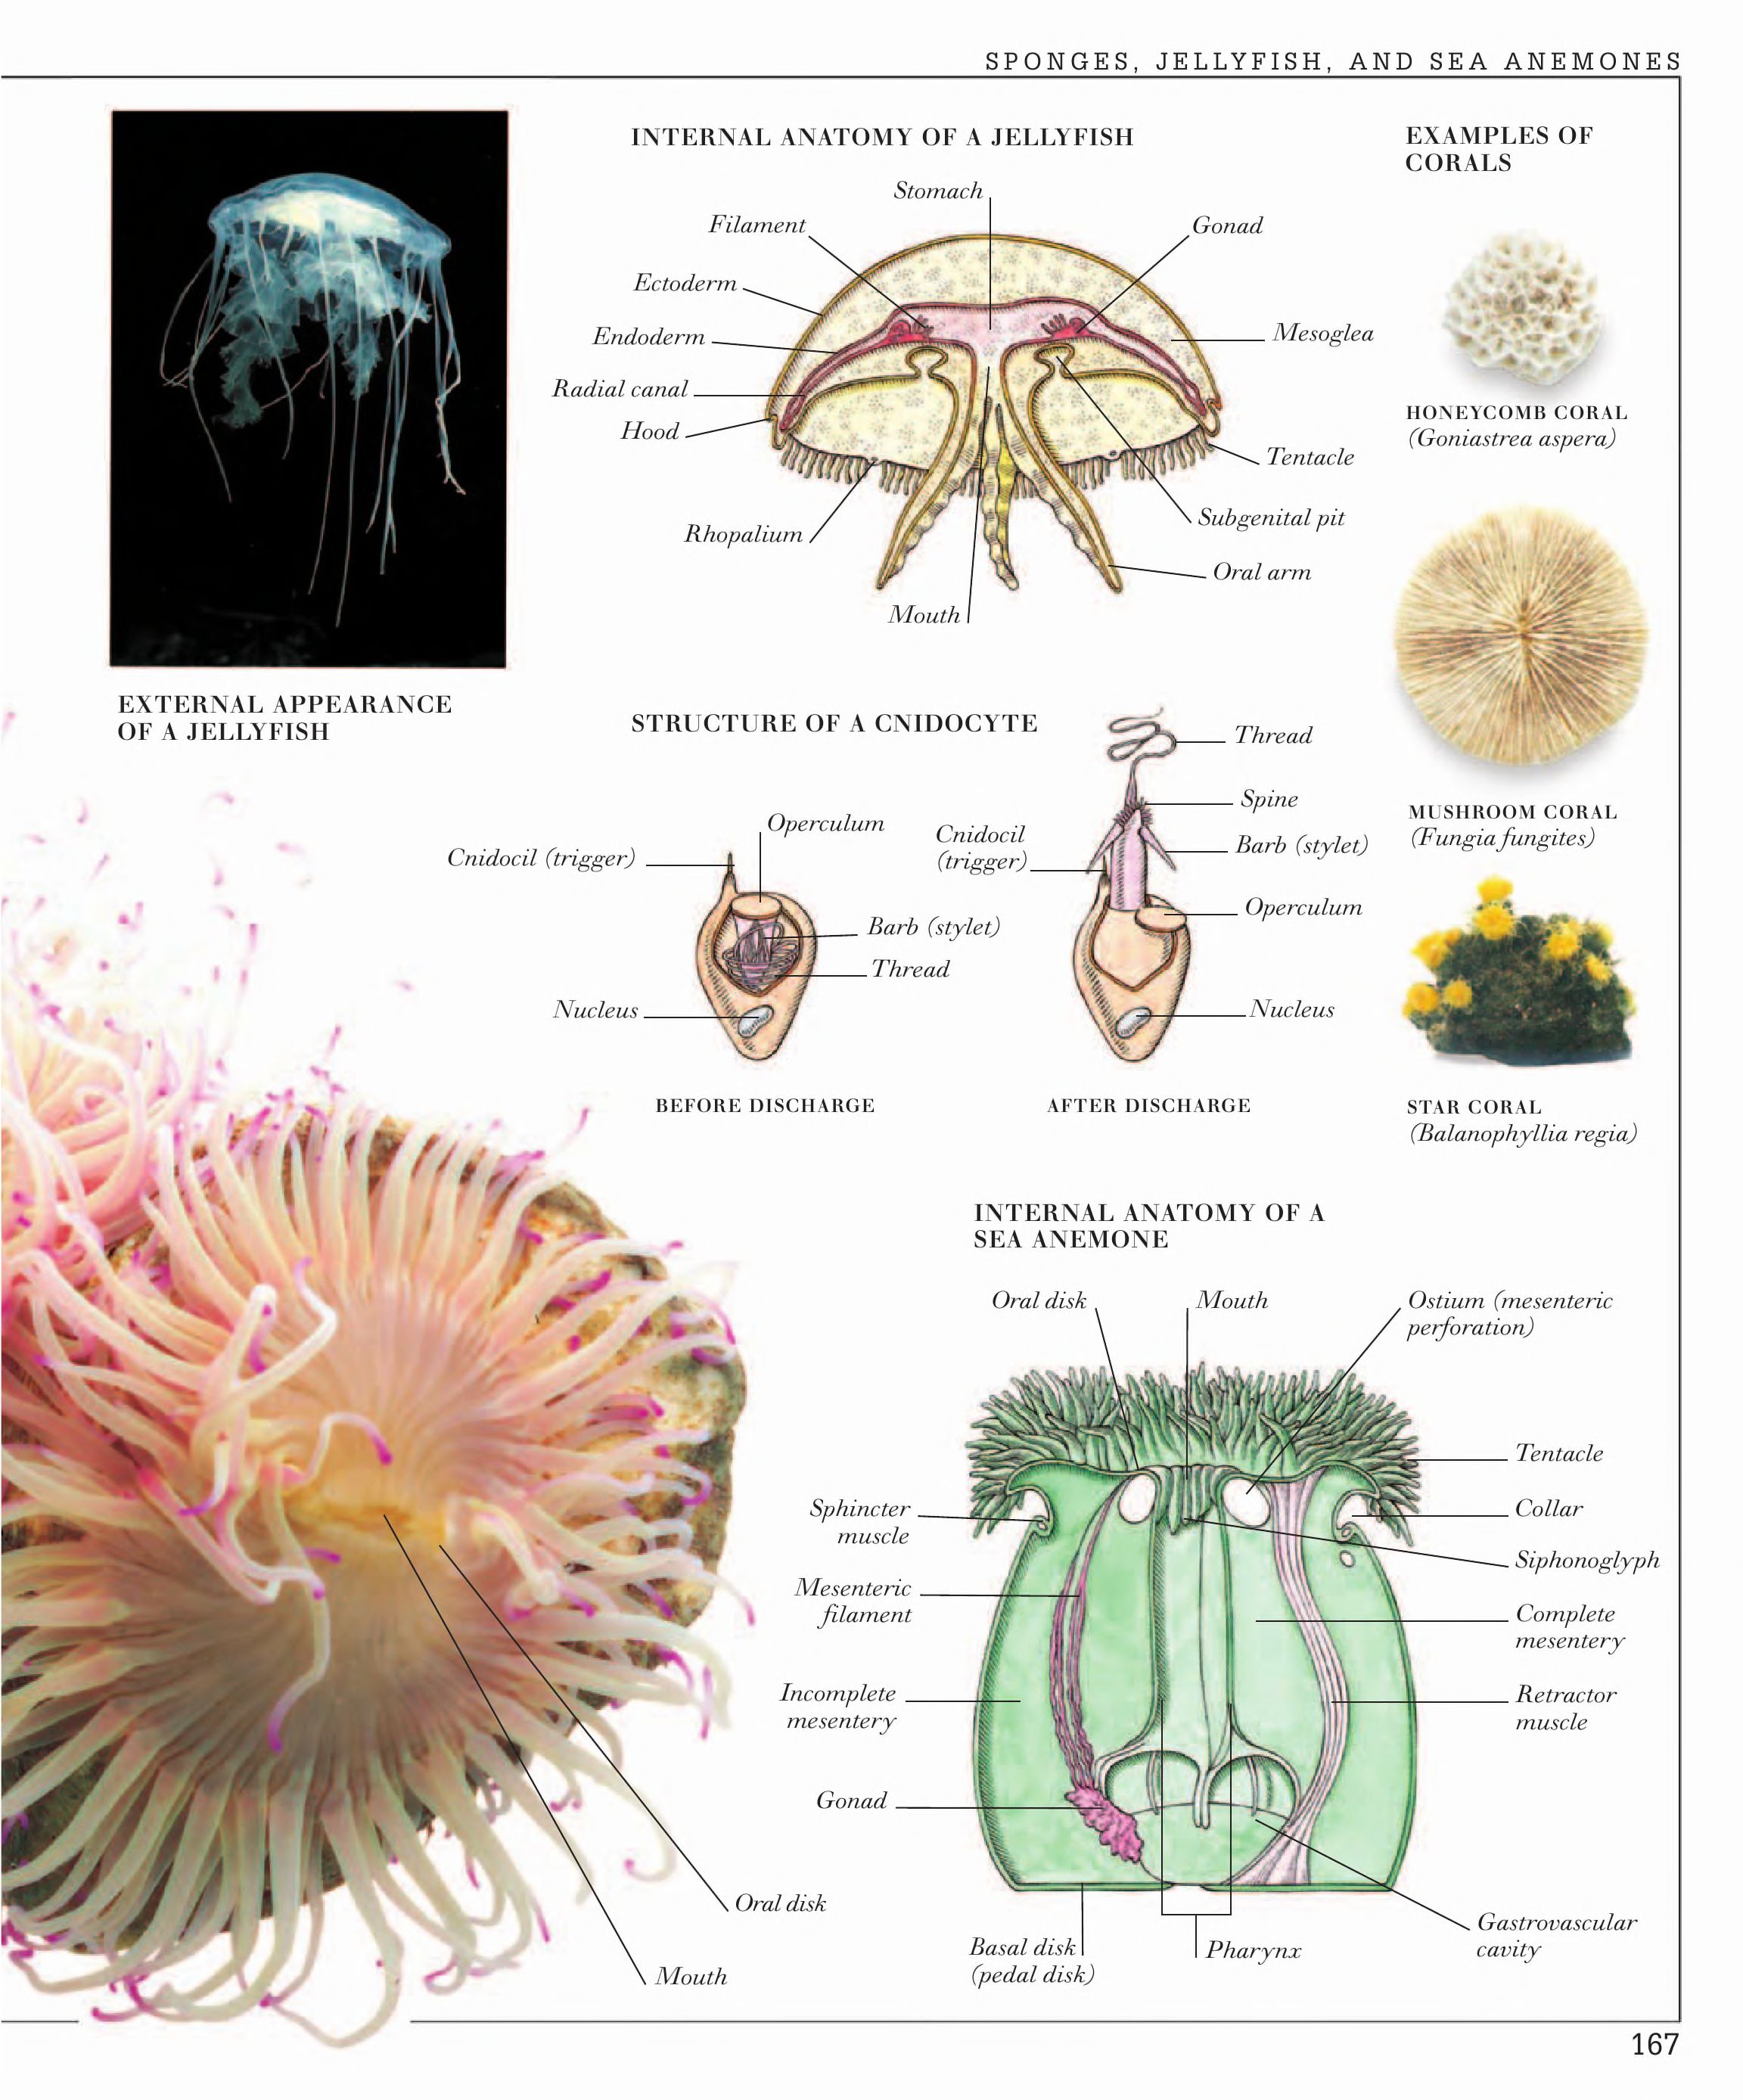 SPONGES, JELLYFISH, AND SEA ANEMONES
INTERNAL ANATOMY OF A JELLYFISH
Stomach
Filament
Gonad
Ectoderm
Endoderm
Mesoglea
Radial canal
Hood
Tentacle
Rhopalium
Subgenital pit
Oral arm
Mouth
EXAMPLES OF
CORALS
HONEYCOMB CORAL
(Goniastrea aspera)
MUSHROOM CORAL
(Fungia fungites)
STAR CORAL
(Balanophyllia regia)
EXTERNAL APPEARANCE
OF A JELLYFISH
STRUCTURE OF A CNIDOCYTE
Operculum
Cnidocil (trigger)
Barb (stylet)
Thread
Nucleus
BEFORE DISCHARGE
Thread
Spine
Cnidocil
(trigger)
Barb (stylet)
Operculum
Nucleus
AFTER DISCHARGE
INTERNAL ANATOMY OF A
SEA ANEMONE
Oral disk
Mouth
Ostium (mesenteric
perforation)
Tentacle
Sphincter
muscle
Collar
Siphonoglyph
Mesenteric
filament
Complete
mesentery
Incomplete
mesentery
Retractor
muscle
Gonad
Gastrovascular
cavity
Basal disk
(pedal disk)
Pharynx
Oral disk
Mouth
167